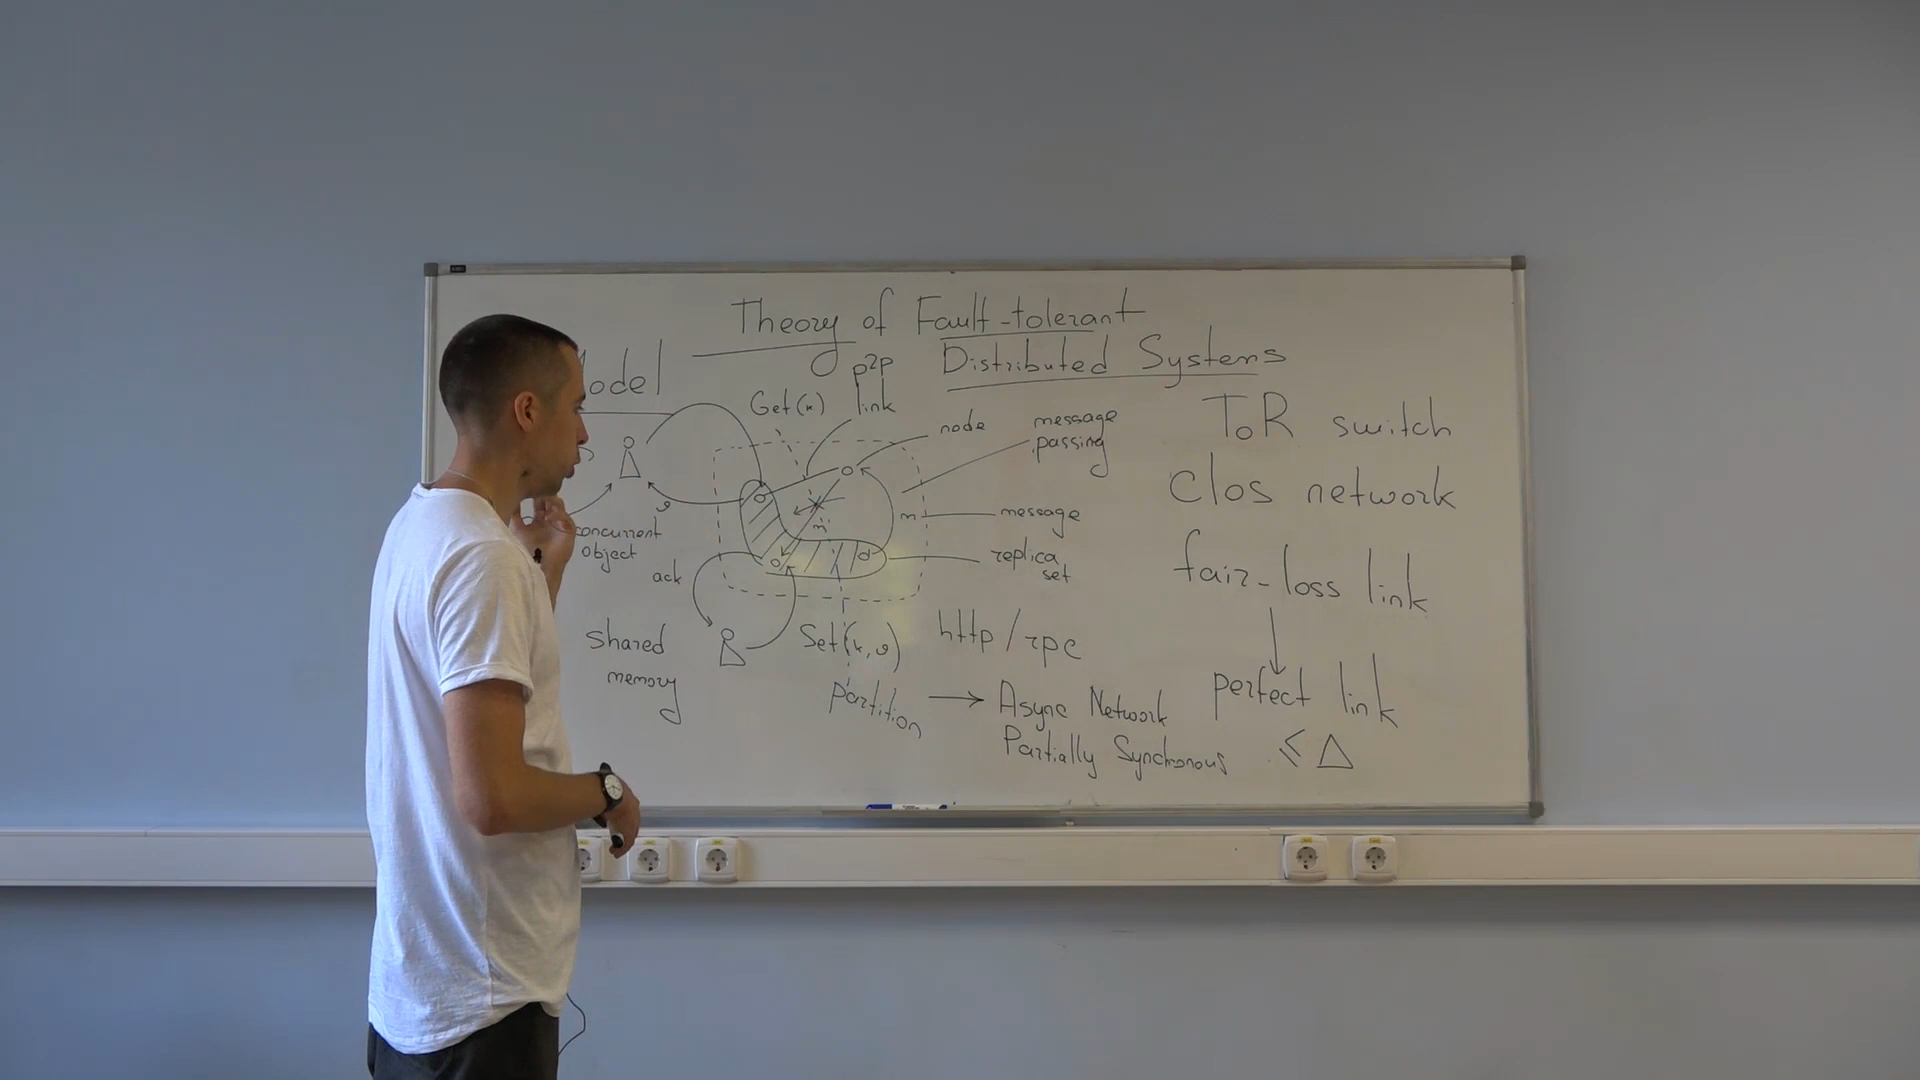 Theory of Fault-tolerant
Distributed Systems
odel
Get(k)
p2p
link
node
message
passing
ToR switch
clos network
fair-loss link
perfect link
≤ Δ
v
concurrent
object
ack
m
m'
message
replica
set
shared
memory
Set(k,v)
http/rpc
partition → Async Network
Partially Synchronous